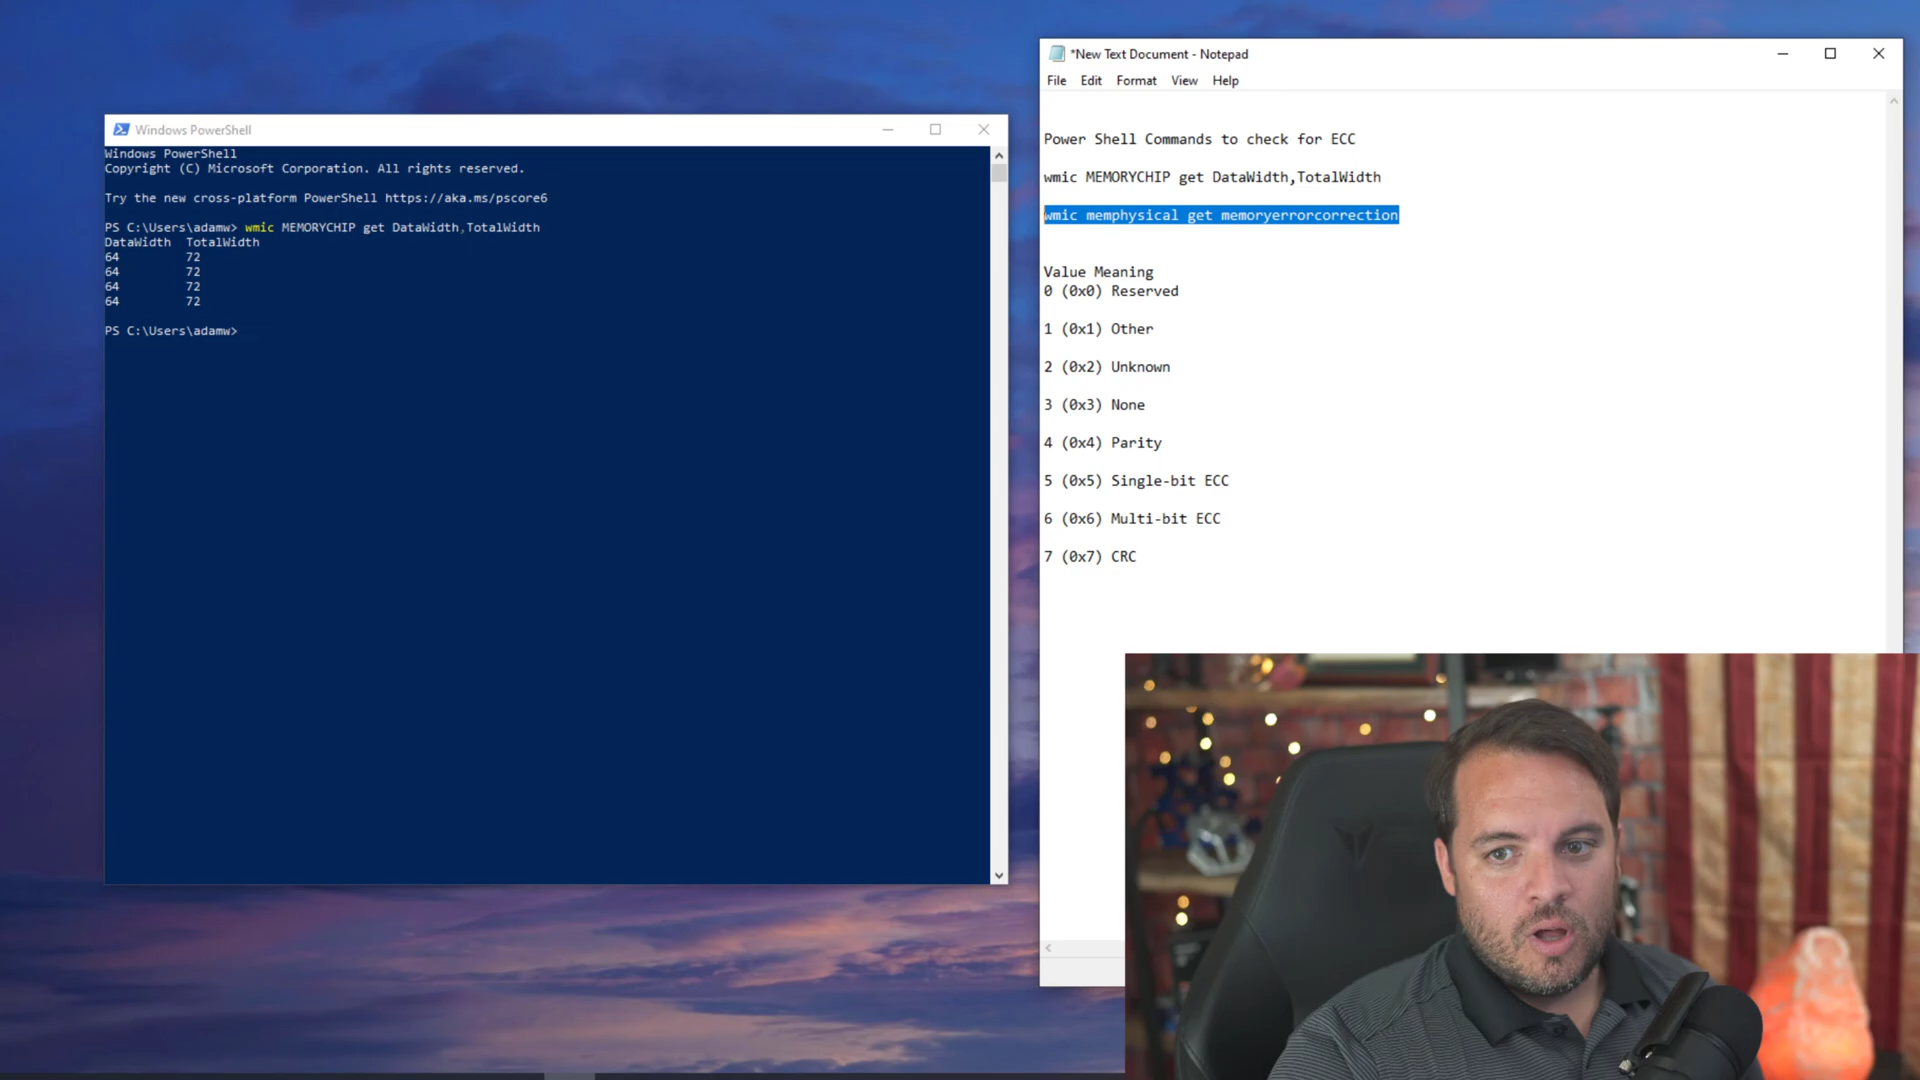 Windows PowerShell
Windows PowerShell
Copyright (C) Microsoft Corporation. All rights reserved.
Try the new cross-platform PowerShell https://aka.ms/pscore6
PS C:\Users\adamw> wmic MEMORYCHIP get DataWidth,TotalWidth
DataWidth TotalWidth
64 72
64 72
64 72
64 72
PS C:\Users\adamw>
*New Text Document - Notepad
File Edit Format View Help
Power Shell Commands to check for ECC
wmic MEMORYCHIP get DataWidth,TotalWidth
wmic memphysical get memoryerrorcorrection
Value Meaning
0 (0x0) Reserved
1 (0x1) Other
2 (0x2) Unknown
3 (0x3) None
4 (0x4) Parity
5 (0x5) Single-bit ECC
6 (0x6) Multi-bit ECC
7 (0x7) CRC